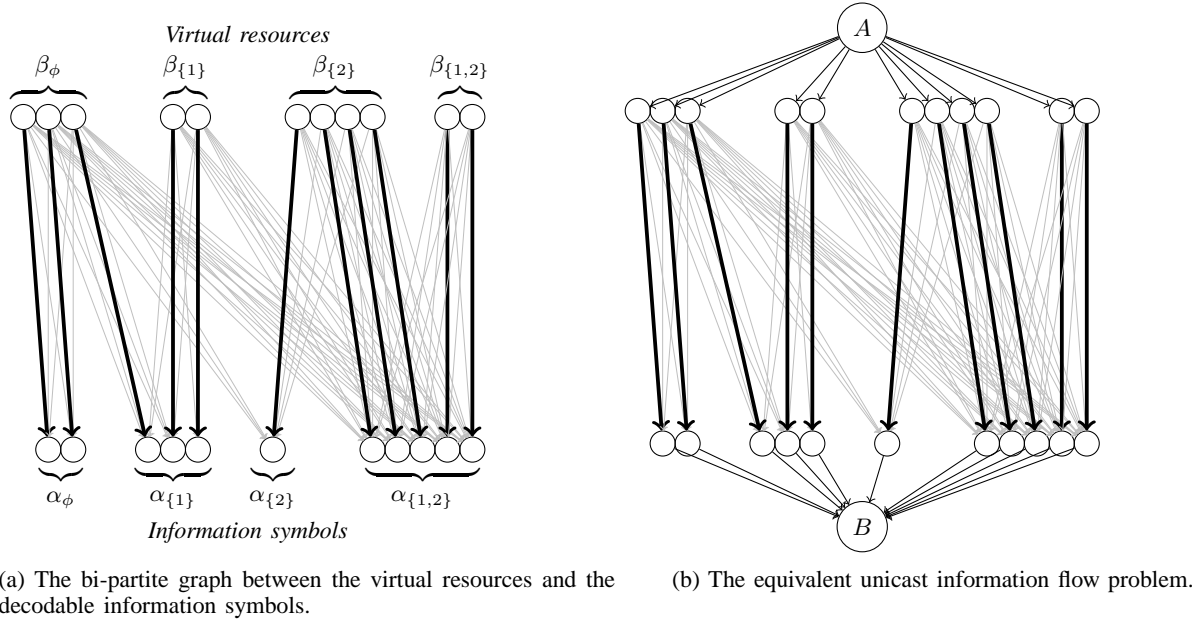 Virtual resources
β_ϕ β_{1} β_{2} β_{1,2}
α_ϕ α_{1} α_{2} α_{1,2}
Information symbols
(a) The bi-partite graph between the virtual resources and the
decodable information symbols.
A
B
(b) The equivalent unicast information flow problem.